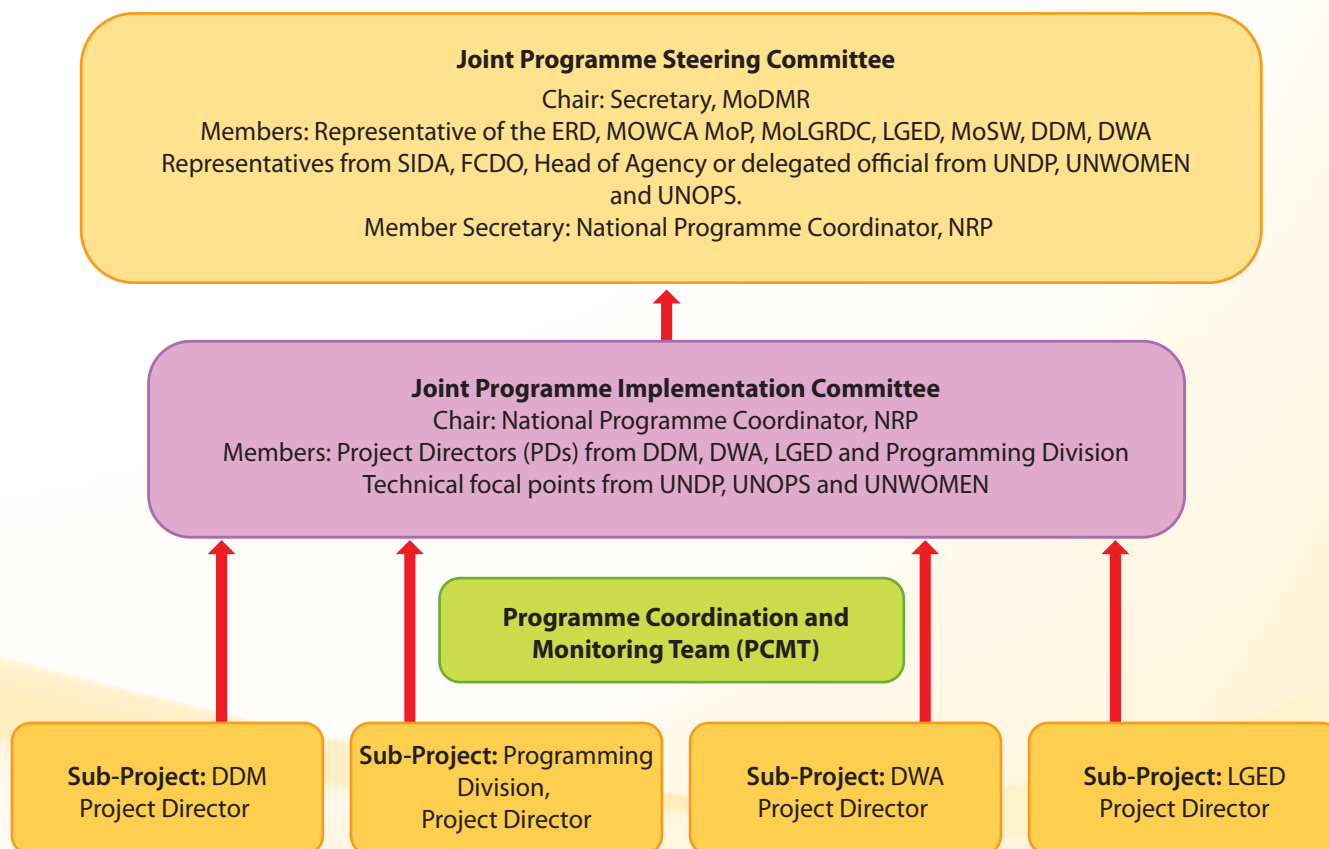 Joint Programme Steering Committee
Chair: Secretary, MoDMR
Members: Representative of the ERD, MOWCA MoP, MoLGRDC, LGED, MoSW, DDM, DWA
Representatives from SIDA, FCDO, Head of Agency or delegated official from UNDP, UNWOMEN
and UNOPS.
Member Secretary: National Programme Coordinator, NRP
Joint Programme Implementation Committee
Chair: National Programme Coordinator, NRP
Members: Project Directors (PDs) from DDM, DWA, LGED and Programming Division
Technical focal points from UNDP, UNOPS and UNWOMEN
Programme Coordination and
Monitoring Team (PCMT)
Sub-Project: DDM
Project Director
Sub-Project: Programming
Division,
Project Director
Sub-Project: DWA
Project Director
Sub-Project: LGED
Project Director